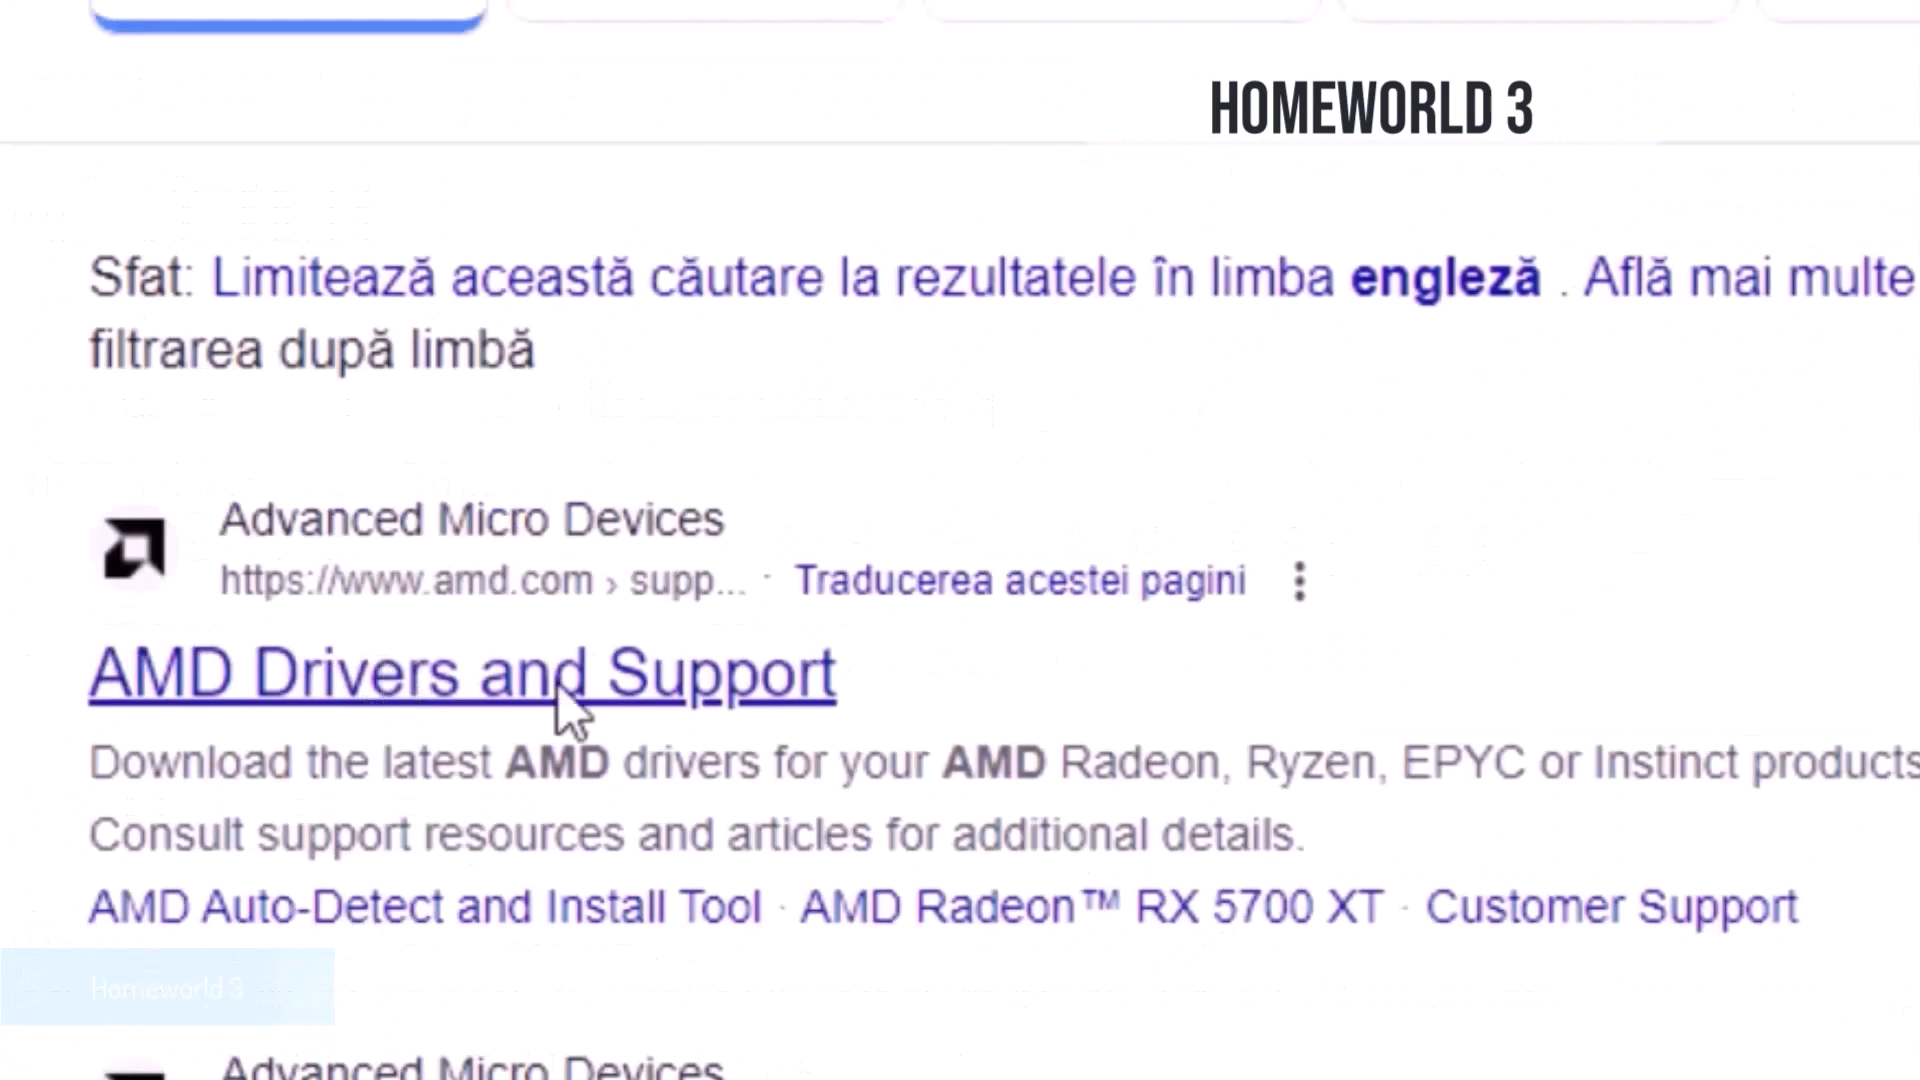 HOMEWORLD 3
Sfat: Limitează această căutare la rezultatele în limba engleză . Află mai multe
filtrarea după limbă
Advanced Micro Devices
https://www.amd.com › supp... · Traducerea acestei pagini
AMD Drivers and Support
Download the latest AMD drivers for your AMD Radeon, Ryzen, EPYC or Instinct products
Consult support resources and articles for additional details.
AMD Auto-Detect and Install Tool · AMD Radeon™ RX 5700 XT · Customer Support
Homeworld 3
Advanced Micro Devices